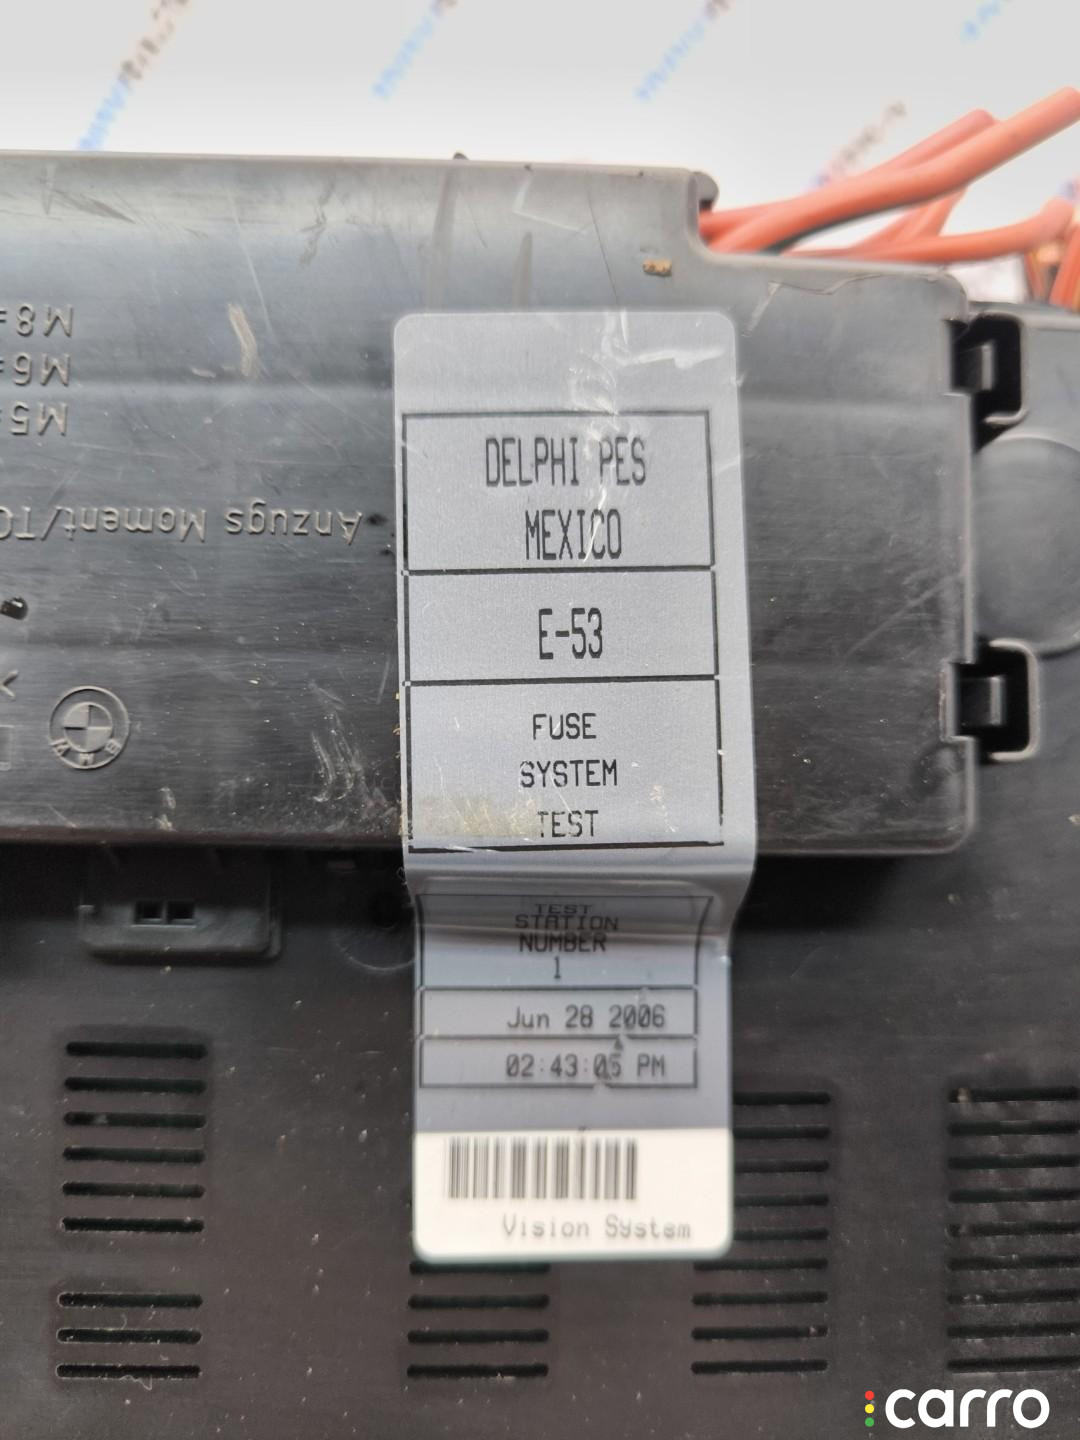 M8=
M6=
M5=
Anzugs Moment/TO
BMW
DELPHI PES
MEXICO
E-53
FUSE
SYSTEM
TEST
TEST
STATION
NUMBER
1
Jun 28 2006
02:43:05 PM
Vision System
carro